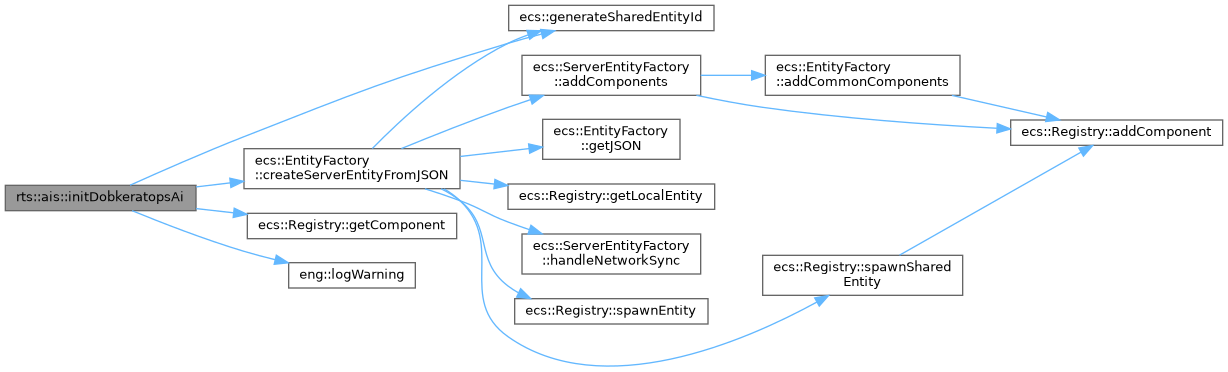 rts::ais::initDobkeratopsAi
ecs::EntityFactory
::createServerEntityFromJSON
ecs::Registry::getComponent
eng::logWarning
ecs::generateSharedEntityId
ecs::ServerEntityFactory
::addComponents
ecs::EntityFactory
::getJSON
ecs::Registry::getLocalEntity
ecs::ServerEntityFactory
::handleNetworkSync
ecs::Registry::spawnEntity
ecs::EntityFactory
::addCommonComponents
ecs::Registry::spawnShared
Entity
ecs::Registry::addComponent